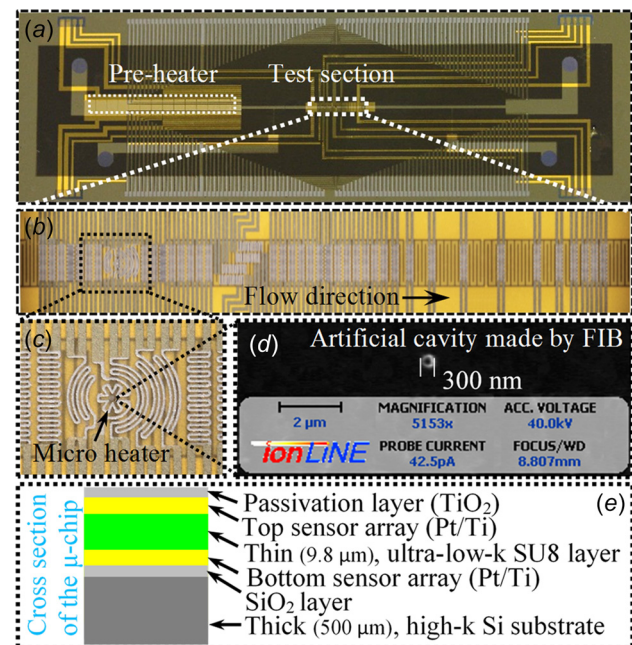 (a)
Pre-heater
Test section
(b)
Flow direction
(c)
Micro heater
(d)
Artificial cavity made by FIB
300 nm
2 µm
MAGNIFICATION
5153x
ACC. VOLTAGE
40.0kV
ionLiNE
PROBE CURRENT
42.5pA
FOCUS/WD
8.807mm
(e)
Cross section
of the µ-chip
Passivation layer (TiO₂)
Top sensor array (Pt/Ti)
Thin (9.8 µm), ultra-low-k SU8 layer
Bottom sensor array (Pt/Ti)
SiO₂ layer
Thick (500 µm), high-k Si substrate